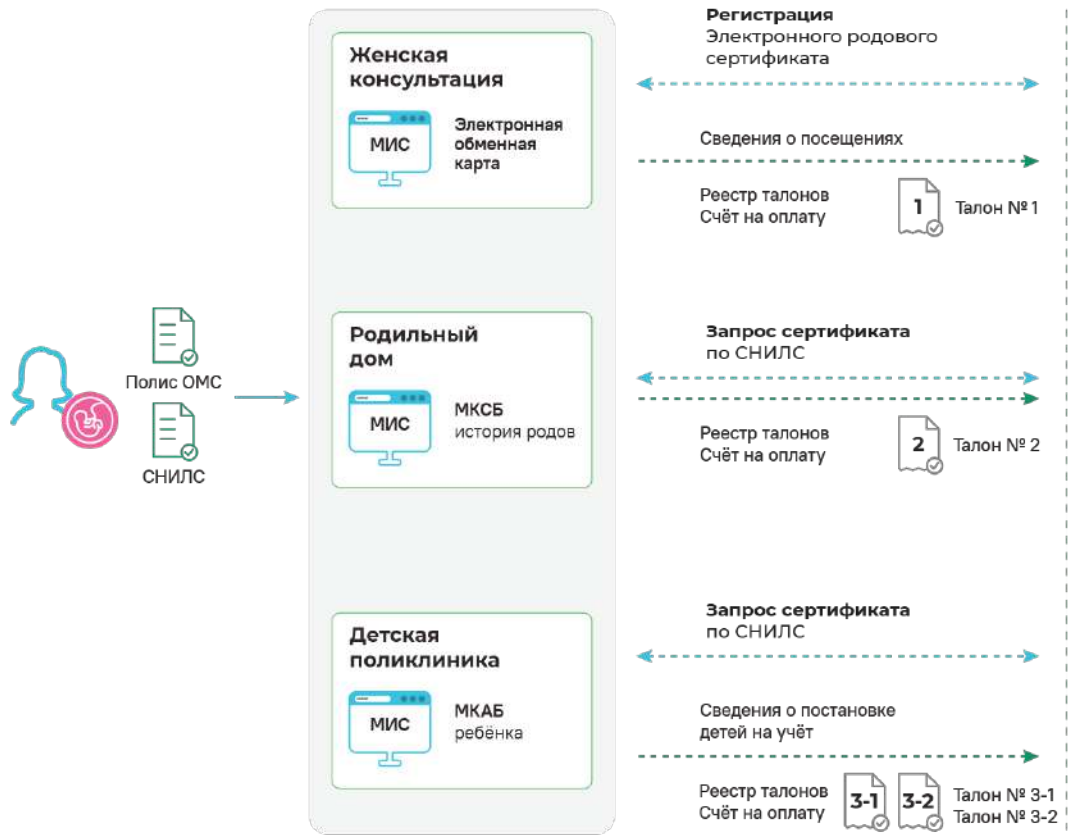 Полис ОМС
СНИЛС
Женская
консультация
МИС
Электронная
обменная
карта
Регистрация
Электронного родового
сертификата
Сведения о посещениях
Реестр талонов
Счёт на оплату
1
Талон № 1
Родильный
дом
МИС
МКСБ
история родов
Запрос сертификата
по СНИЛС
Реестр талонов
Счёт на оплату
2
Талон № 2
Детская
поликлиника
МИС
МКАБ
ребёнка
Запрос сертификата
по СНИЛС
Сведения о постановке
детей на учёт
Реестр талонов
Счёт на оплату
3-1
3-2
Талон № 3-1
Талон № 3-2